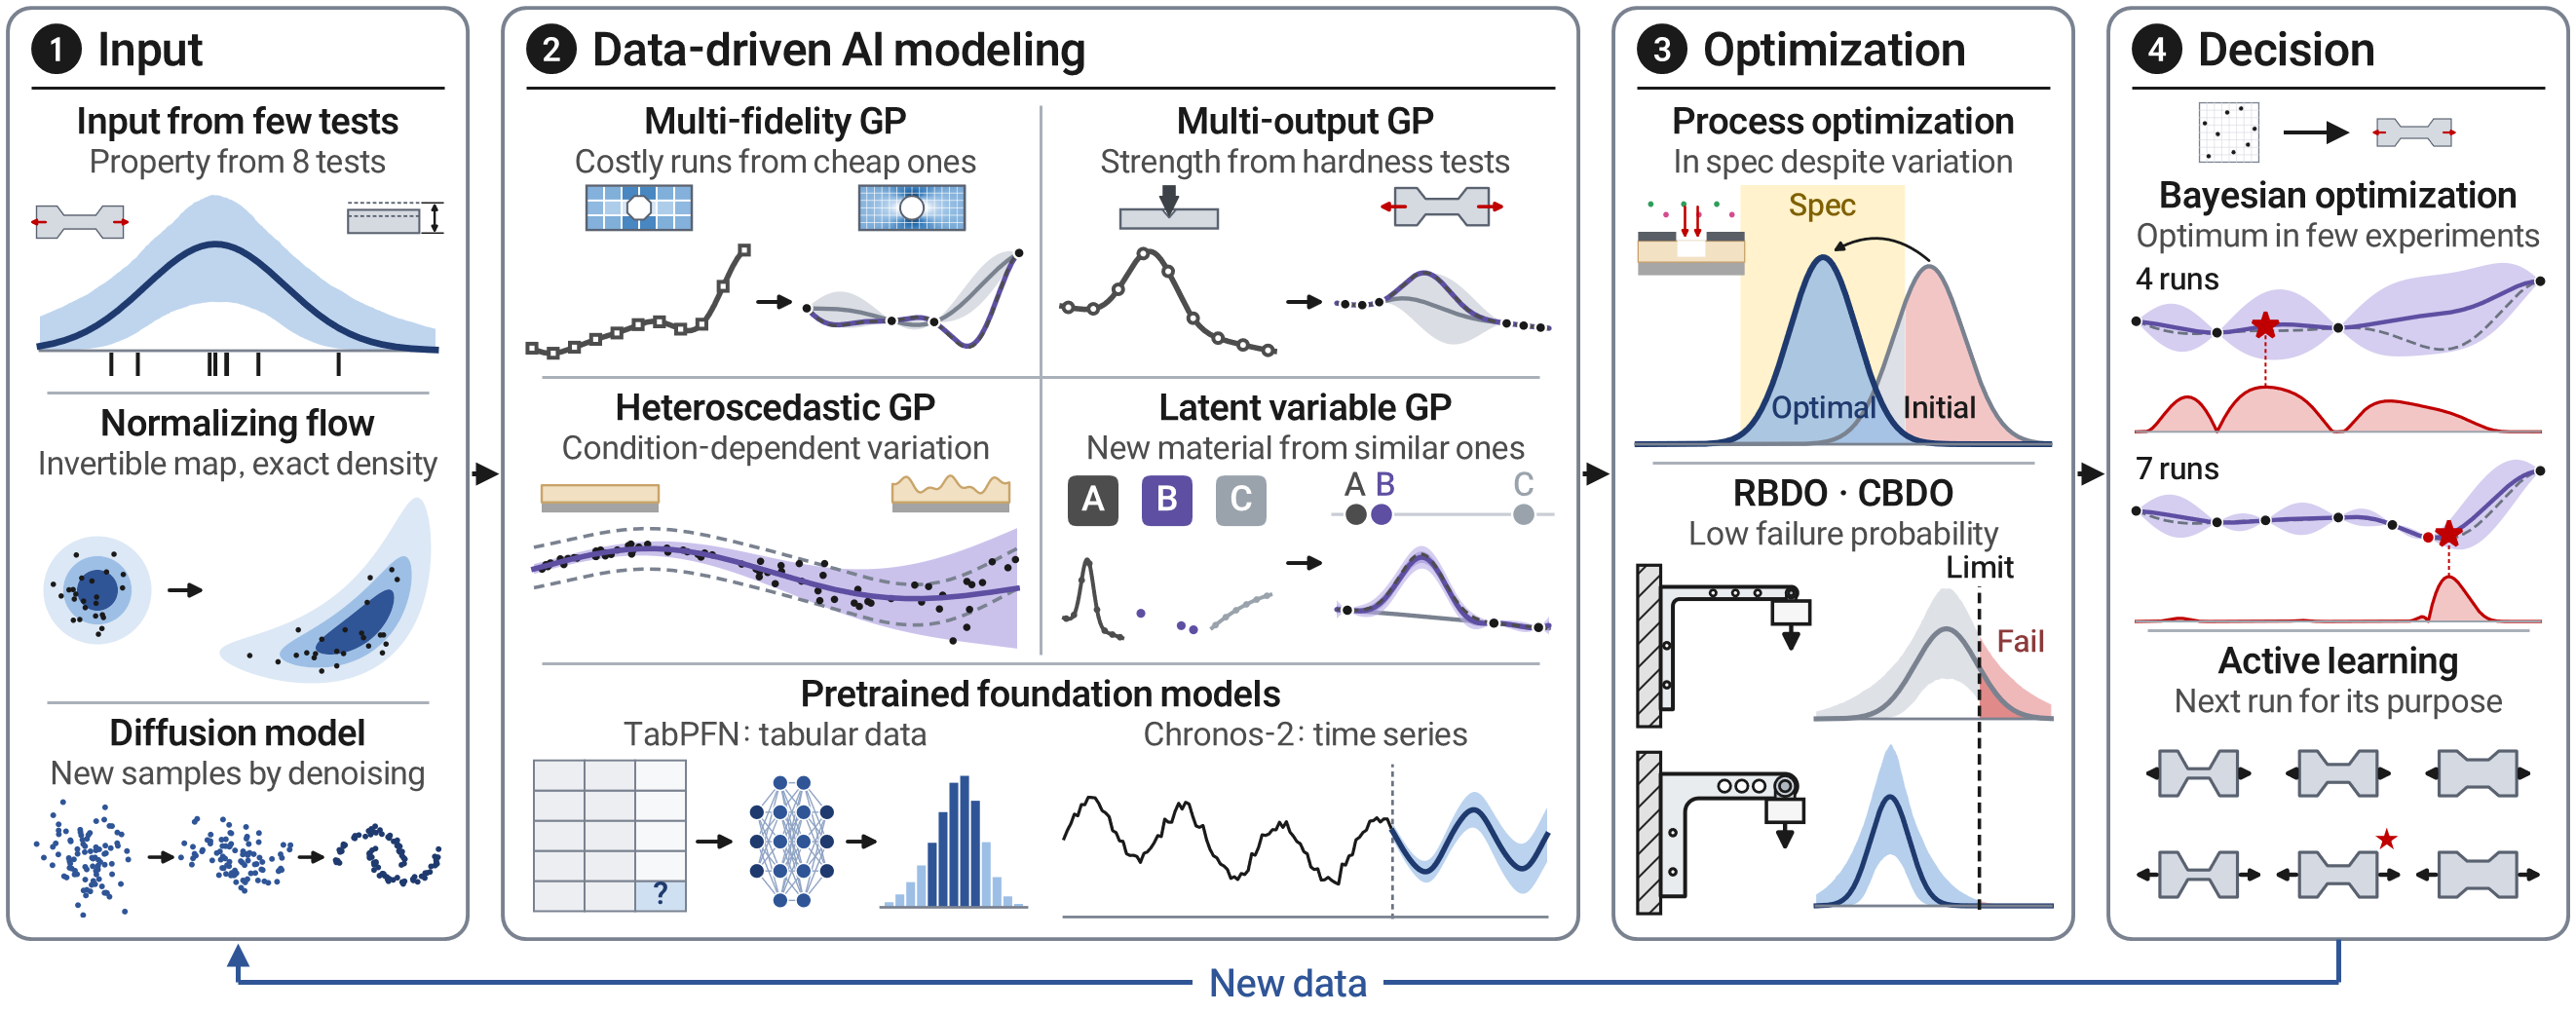 1 Input
Input from few tests
Property from 8 tests
Normalizing flow
Invertible map, exact density
Diffusion model
New samples by denoising
2 Data-driven AI modeling
Multi-fidelity GP
Costly runs from cheap ones
Multi-output GP
Strength from hardness tests
Heteroscedastic GP
Condition-dependent variation
Latent variable GP
New material from similar ones
A B C
A B C
Pretrained foundation models
TabPFN: tabular data
?
Chronos-2: time series
3 Optimization
Process optimization
In spec despite variation
Spec
Optimal
Initial
RBDO · CBDO
Low failure probability
Limit
Fail
4 Decision
Bayesian optimization
Optimum in few experiments
4 runs
7 runs
Active learning
Next run for its purpose
New data